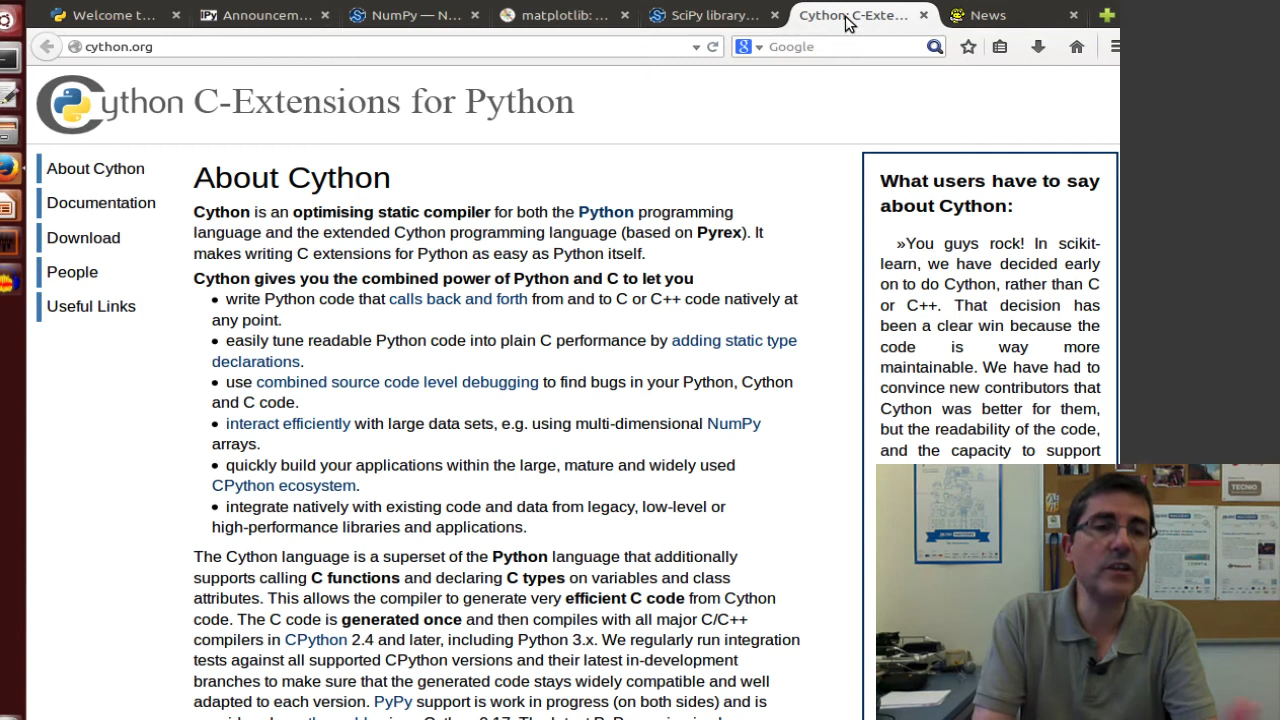 Welcome t...
IPy Announcem...
NumPy — N...
matplotlib: ...
SciPy library...
Cython: C-Exte...
News
cython.org
Google
Cython C-Extensions for Python
About Cython
Documentation
Download
People
Useful Links
About Cython
Cython is an optimising static compiler for both the Python programming
language and the extended Cython programming language (based on Pyrex). It
makes writing C extensions for Python as easy as Python itself.
Cython gives you the combined power of Python and C to let you
• write Python code that calls back and forth from and to C or C++ code natively at
any point.
• easily tune readable Python code into plain C performance by adding static type
declarations.
• use combined source code level debugging to find bugs in your Python, Cython
and C code.
• interact efficiently with large data sets, e.g. using multi-dimensional NumPy
arrays.
• quickly build your applications within the large, mature and widely used
CPython ecosystem.
• integrate natively with existing code and data from legacy, low-level or
high-performance libraries and applications.
The Cython language is a superset of the Python language that additionally
supports calling C functions and declaring C types on variables and class
attributes. This allows the compiler to generate very efficient C code from Cython
code. The C code is generated once and then compiles with all major C/C++
compilers in CPython 2.4 and later, including Python 3.x. We regularly run integration
tests against all supported CPython versions and their latest in-development
branches to make sure that the generated code stays widely compatible and well
adapted to each version. PyPy support is work in progress (on both sides) and is
What users have to say
about Cython:
»You guys rock! In scikit-
learn, we have decided early
on to do Cython, rather than C
or C++. That decision has
been a clear win because the
code is way more
maintainable. We have had to
convince new contributors that
Cython was better for them,
but the readability of the code,
and the capacity to support
TECNIO